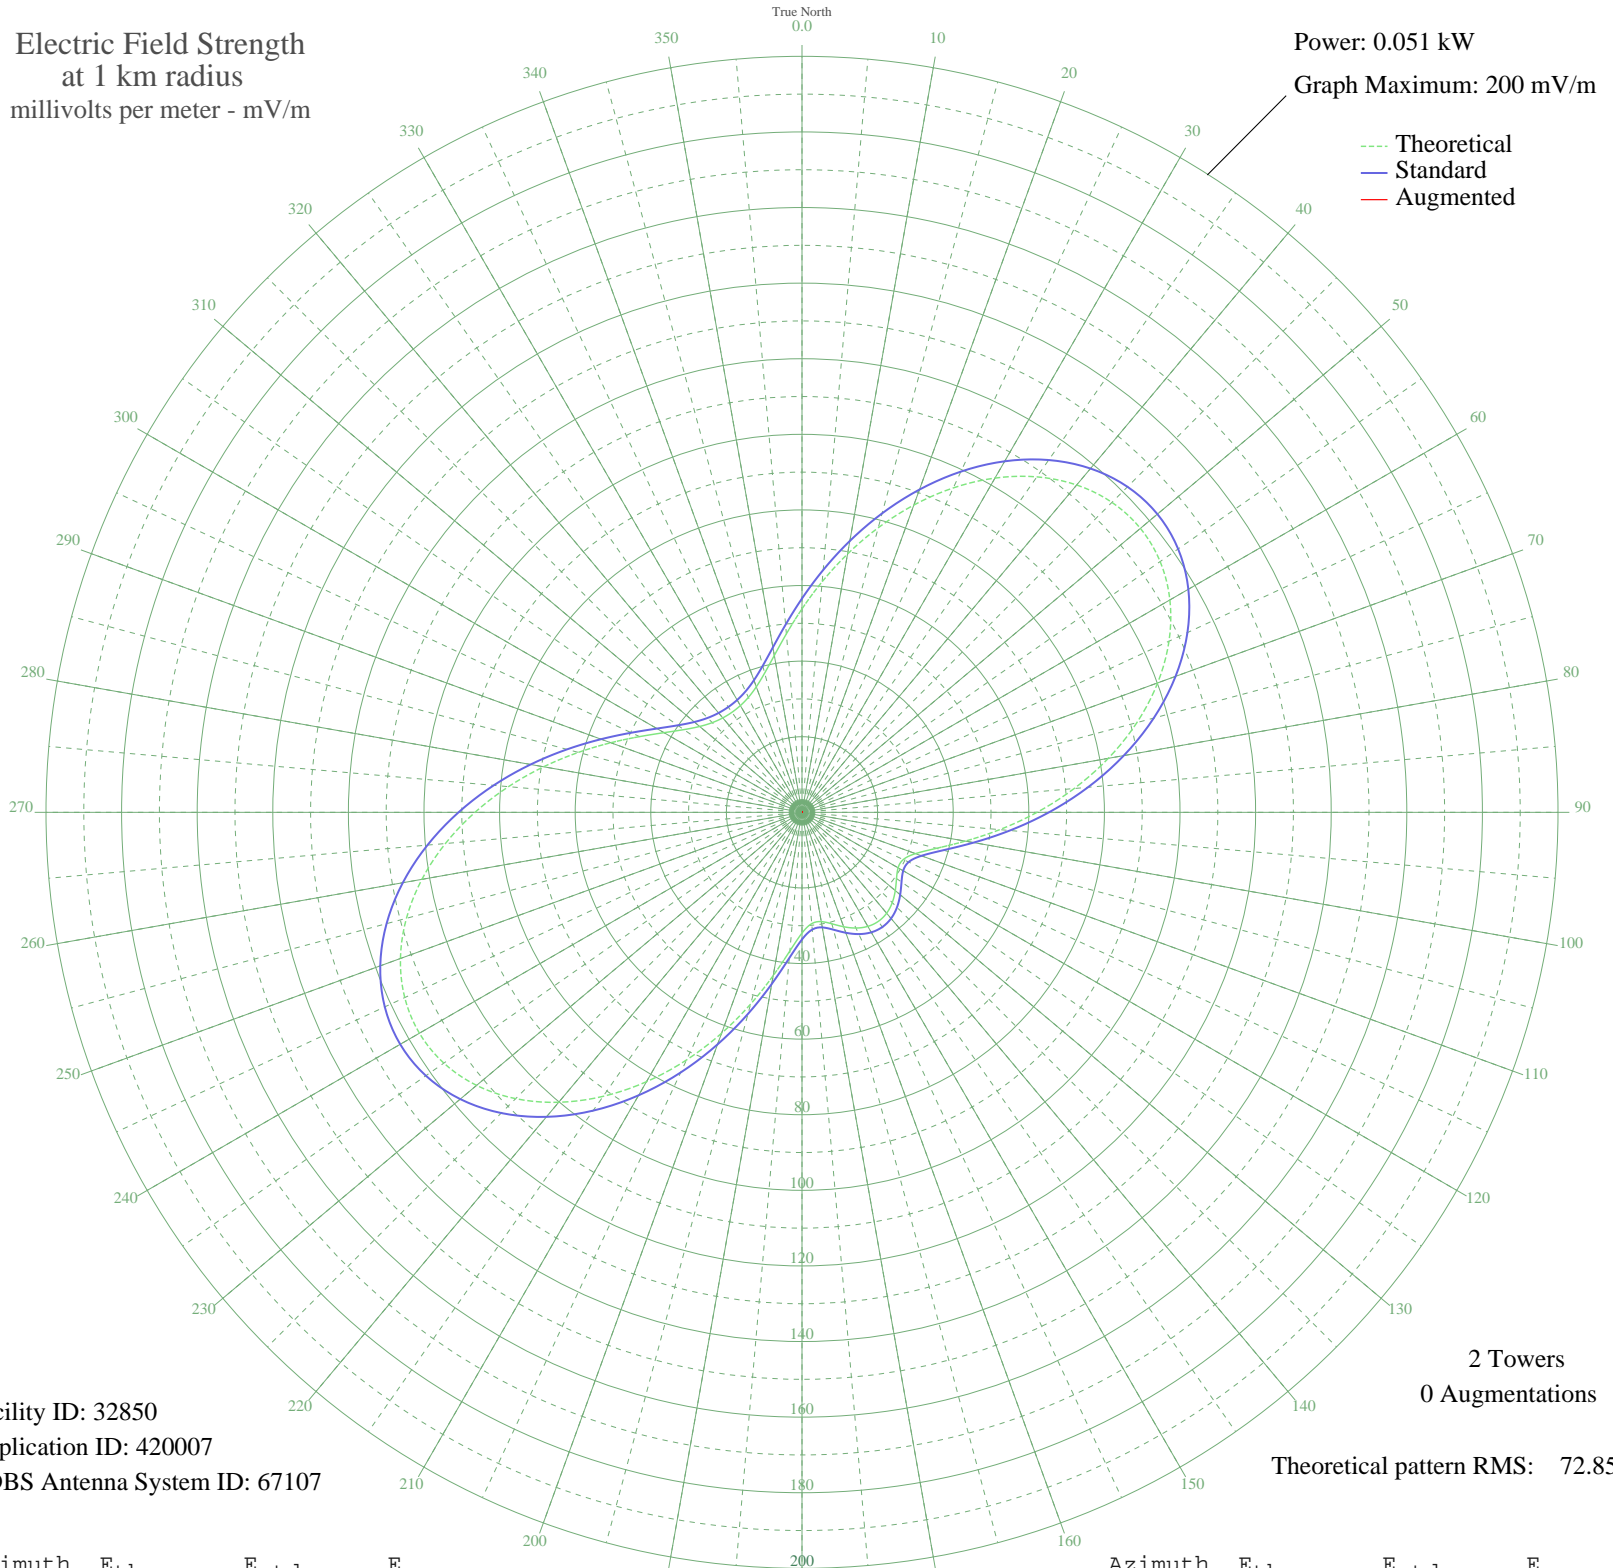 True North
0.0
Electric Field Strength
at 1 km radius
millivolts per meter - mV/m
Power: 0.051 kW
Graph Maximum: 200 mV/m
Theoretical
Standard
Augmented
10
20
30
40
50
60
70
80
90
100
110
120
130
140
150
160
200
210
220
230
240
250
260
270
280
290
300
310
320
330
340
350
40
60
80
100
120
140
160
180
200
2 Towers
0 Augmentations
Theoretical pattern RMS: 72.85
cility ID: 32850
plication ID: 420007
DBS Antenna System ID: 67107
imuth E E E
Azimuth E E E